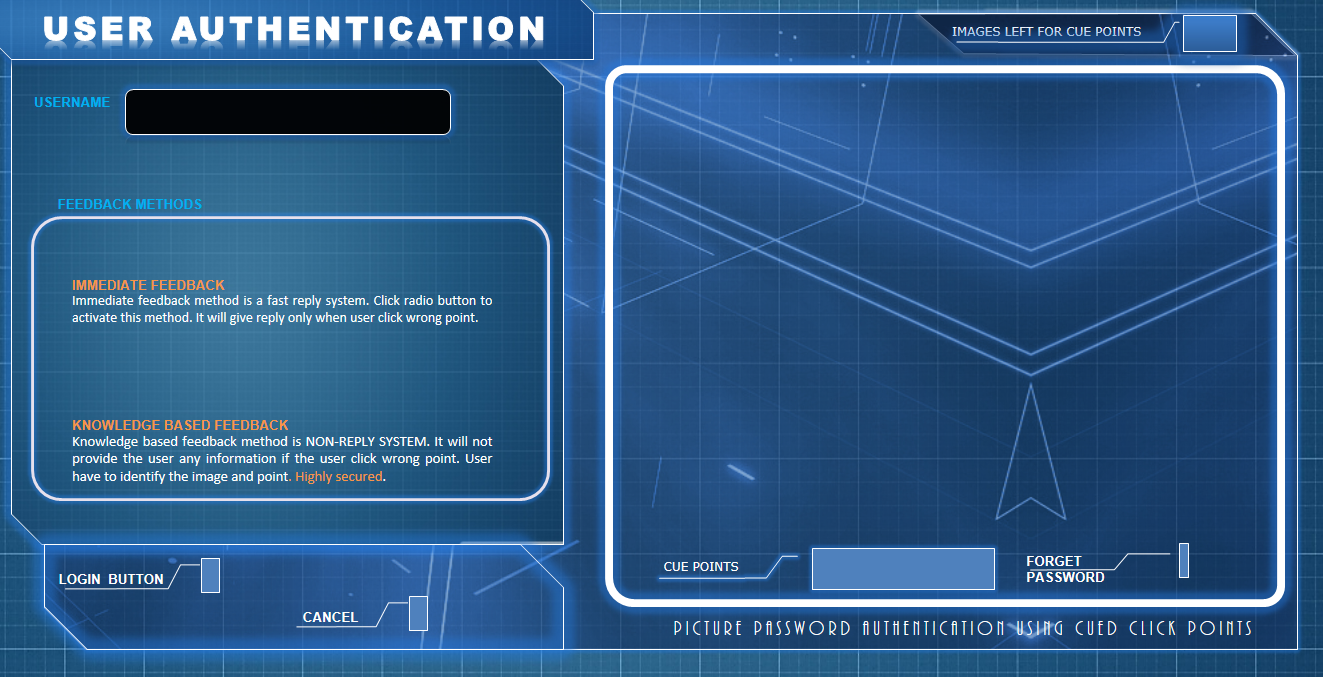 USER AUTHENTICATION
IMAGES LEFT FOR CUE POINTS
USERNAME
FEEDBACK METHODS
IMMEDIATE FEEDBACK
Immediate feedback method is a fast reply system. Click radio button to
activate this method. It will give reply only when user click wrong point.
KNOWLEDGE BASED FEEDBACK
Knowledge based feedback method is NON-REPLY SYSTEM. It will not
provide the user any information if the user click wrong point. User
have to identify the image and point. Highly secured.
LOGIN BUTTON
CANCEL
CUE POINTS
FORGET
PASSWORD
PICTURE PASSWORD AUTHENTICATION USING CUED CLICK POINTS